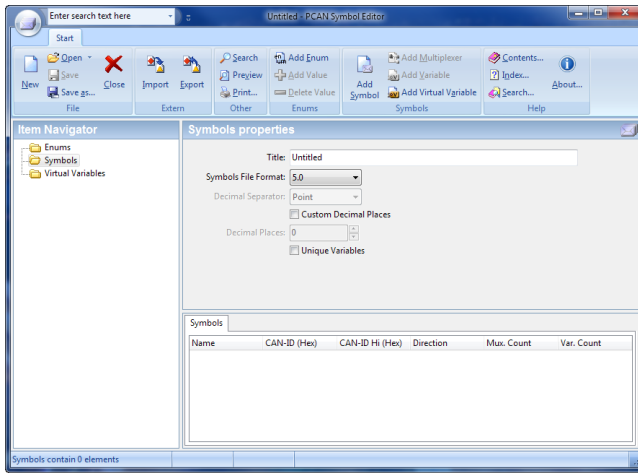 Enter search text here
Untitled - PCAN Symbol Editor
Start
New
Open
Save
Save as...
Close
File
Import
Export
Extern
Search
Preview
Print...
Other
Add Enum
Add Value
Delete Value
Enums
Add Symbol
Add Multiplexer
Add Variable
Add Virtual Variable
Symbols
Contents...
Index...
Search...
About...
Help
Item Navigator
Enums
Symbols
Virtual Variables
Symbols properties
Title: Untitled
Symbols File Format: 5.0
Decimal Separator: Point
Custom Decimal Places
Decimal Places: 0
Unique Variables
Symbols
Name CAN-ID (Hex) CAN-ID Hi (Hex) Direction Mux. Count Var. Count
Symbols contain 0 elements